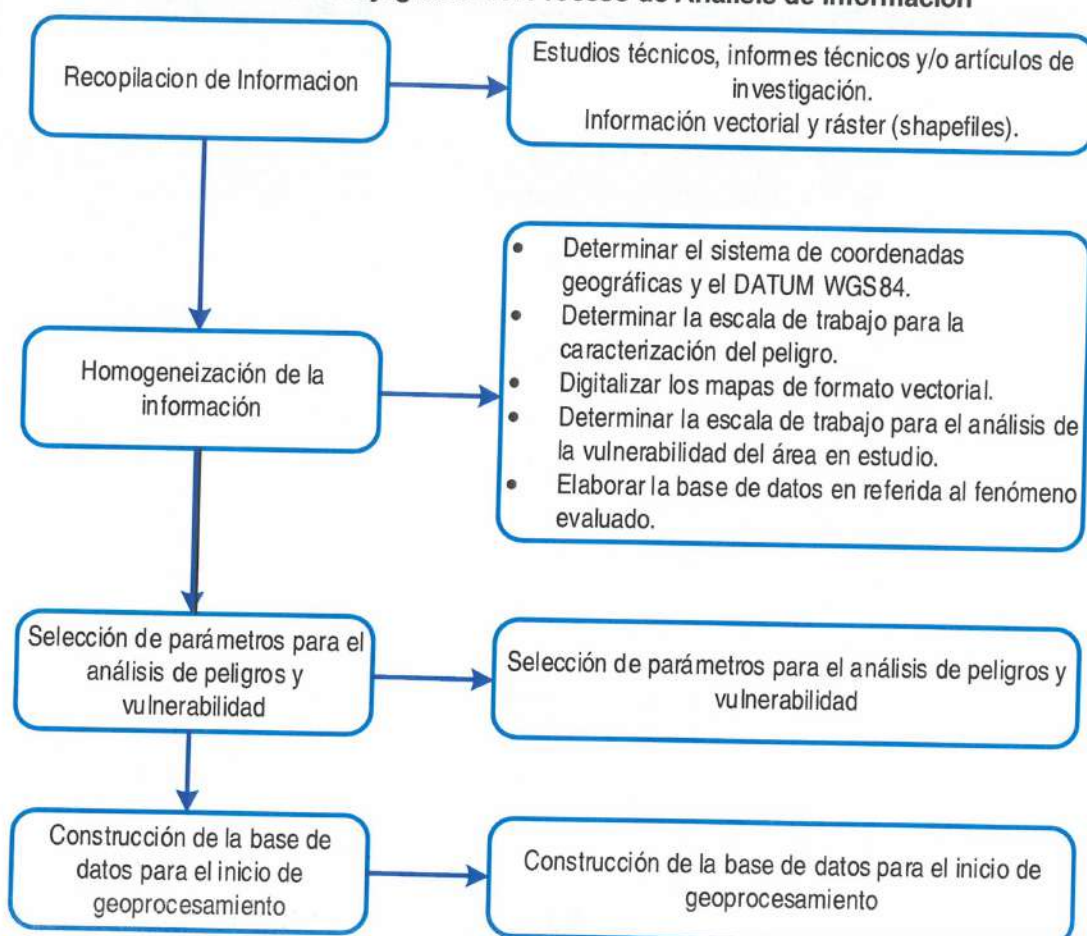 Proceso de Análisis de Información
Recopilacion de Informacion
Estudios técnicos, informes técnicos y/o artículos de
investigación.
Información vectorial y ráster (shapefiles).
• Determinar el sistema de coordenadas
geográficas y el DATUM WGS84.
• Determinar la escala de trabajo para la
caracterización del peligro.
• Digitalizar los mapas de formato vectorial.
• Determinar la escala de trabajo para el análisis de
la vulnerabilidad del área en estudio.
• Elaborar la base de datos en referida al fenómeno
evaluado.
Homogeneización de la
información
Selección de parámetros para el
análisis de peligros y
vulnerabilidad
Selección de parámetros para el análisis de peligros y
vulnerabilidad
Construcción de la base de
datos para el inicio de
geoprocesamiento
Construcción de la base de datos para el inicio de
geoprocesamiento